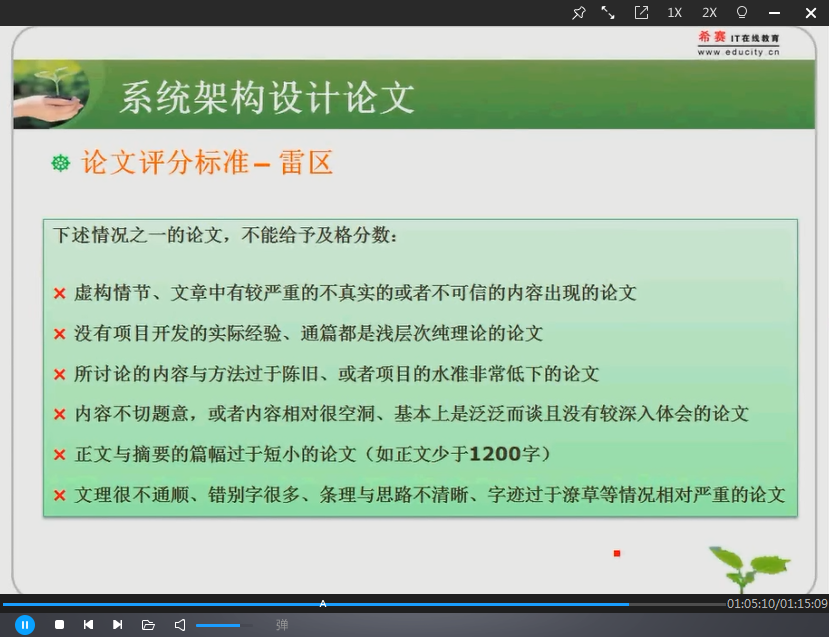 1X 2X
希赛 IT在线教育
www.educity.cn
系统架构设计论文
论文评分标准– 雷区
下述情况之一的论文，不能给予及格分数：
× 虚构情节、文章中有较严重的不真实的或者不可信的内容出现的论文
× 没有项目开发的实际经验、通篇都是浅层次纯理论的论文
× 所讨论的内容与方法过于陈旧、或者项目的水准非常低下的论文
× 内容不切题意，或者内容相对很空洞、基本上是泛泛而谈且没有较深入体会的论文
× 正文与摘要的篇幅过于短小的论文（如正文少于1200字）
× 文理很不通顺、错别字很多、条理与思路不清晰、字迹过于潦草等情况相对严重的论文
A
01:05:10/01:15:09
弹